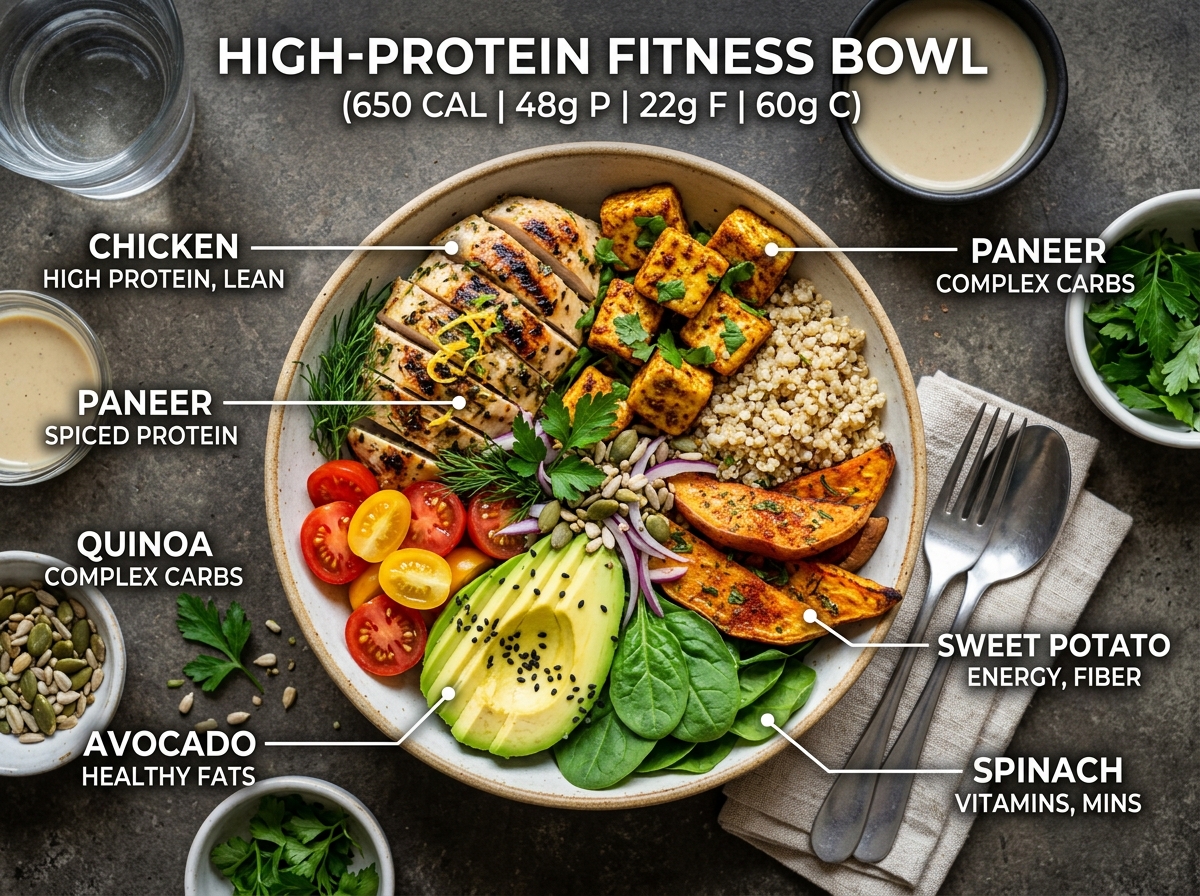 HIGH-PROTEIN FITNESS BOWL
(650 CAL | 48g P | 22g F | 60g C)
CHICKEN
HIGH PROTEIN, LEAN
PANEER
COMPLEX CARBS
PANEER
SPICED PROTEIN
QUINOA
COMPLEX CARBS
SWEET POTATO
ENERGY, FIBER
AVOCADO
HEALTHY FATS
SPINACH
VITAMINS, MINS